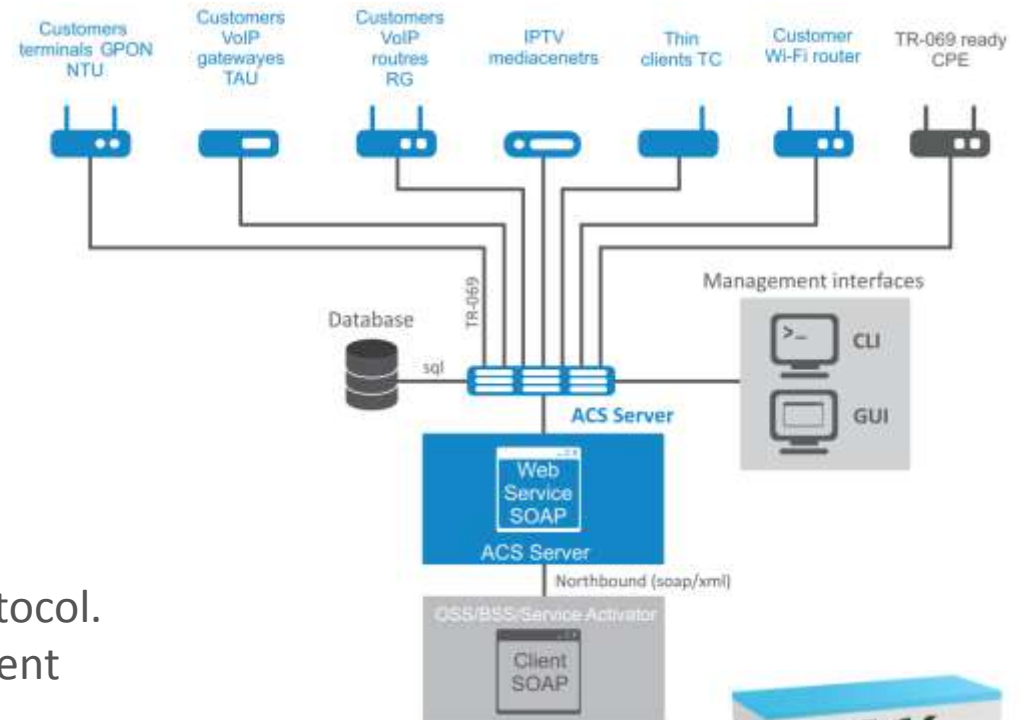 Customers
terminals GPON
NTU
Customers
VoIP
gatewayes
TAU
Customers
VoIP
routres
RG
IPTV
mediacenetrs
Thin
clients TC
Customer
Wi-Fi router
TR-069 ready
CPE
TR-069
Database
sql
Management interfaces
>_
CLI
GUI
ACS Server
Web
Service
SOAP
ACS Server
Northbound (soap/xml)
OSS/BSS/Service Activator
Client
SOAP
tocol.
ent